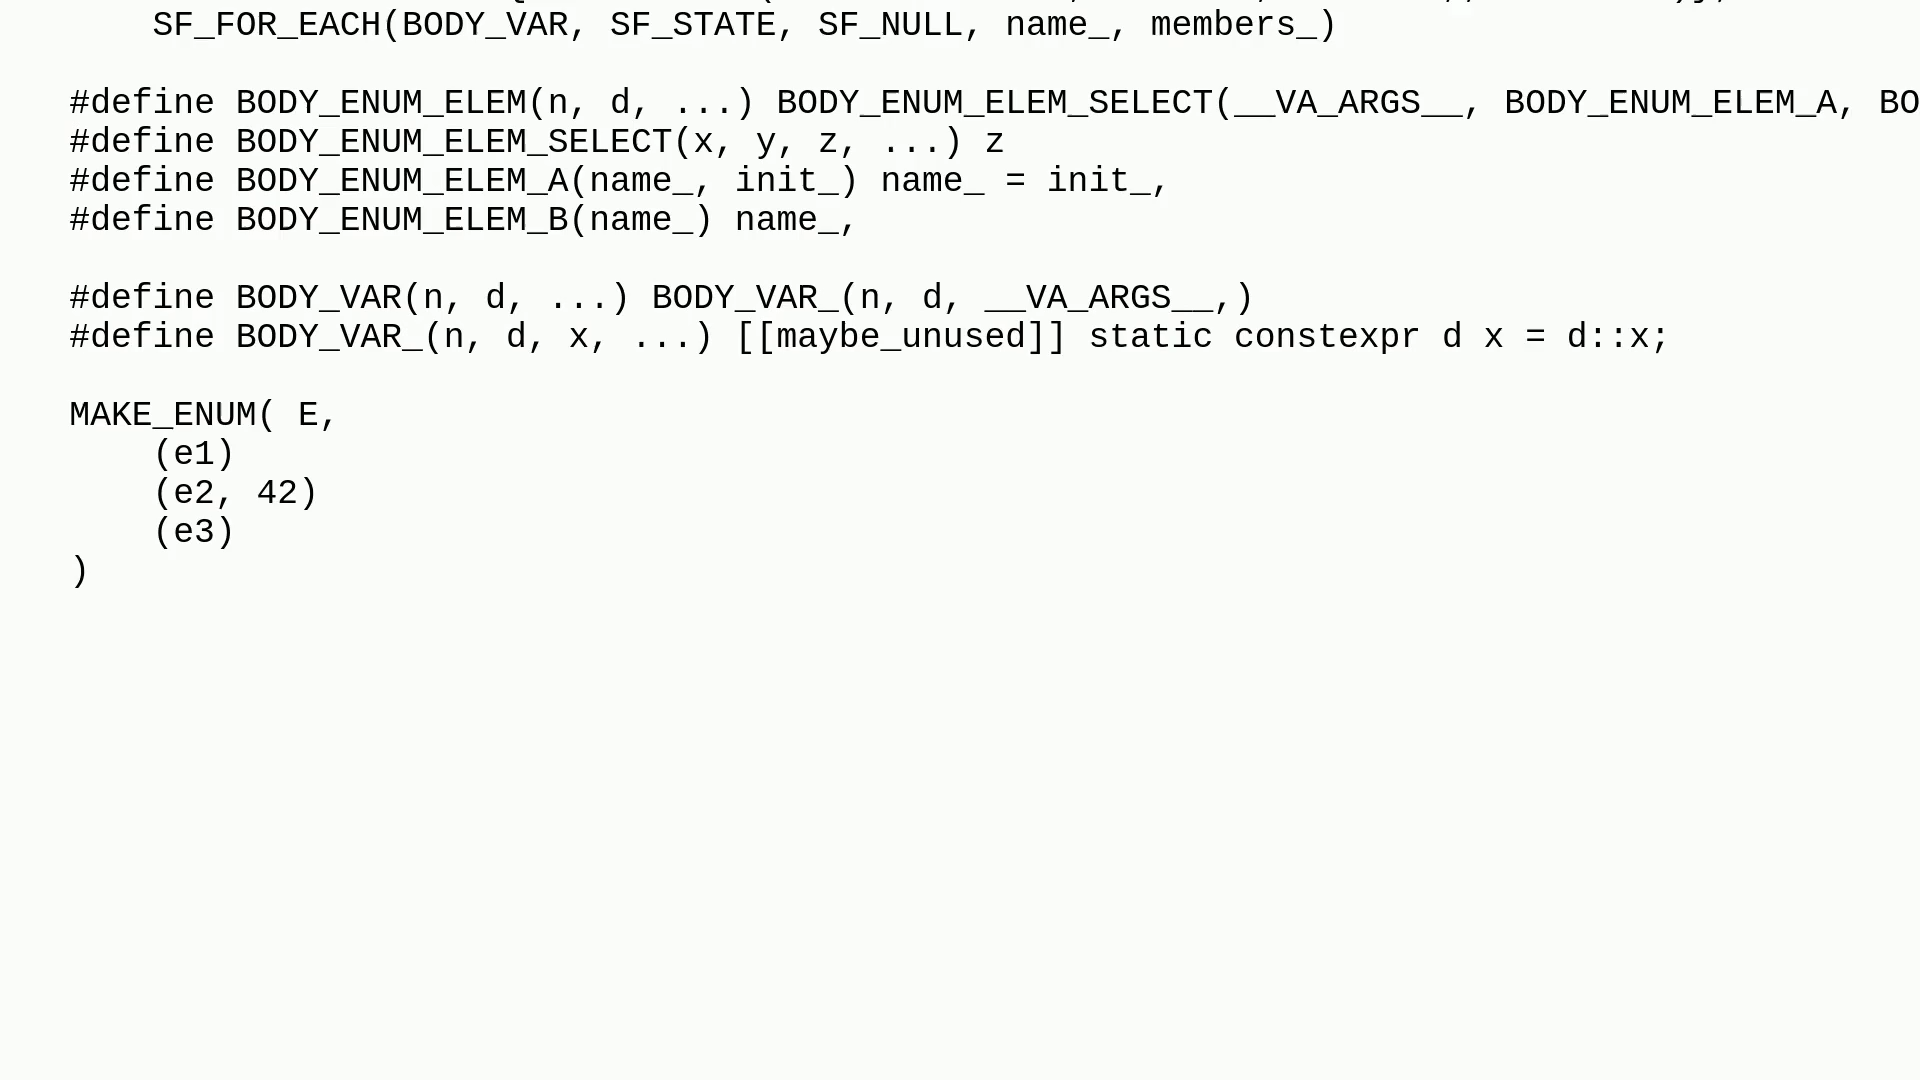 SF_FOR_EACH(BODY_VAR, SF_STATE, SF_NULL, name_, members_)
#define BODY_ENUM_ELEM(n, d, ...) BODY_ENUM_ELEM_SELECT(__VA_ARGS__, BODY_ENUM_ELEM_A, BO
#define BODY_ENUM_ELEM_SELECT(x, y, z, ...) z
#define BODY_ENUM_ELEM_A(name_, init_) name_ = init_,
#define BODY_ENUM_ELEM_B(name_) name_,
#define BODY_VAR(n, d, ...) BODY_VAR_(n, d, __VA_ARGS__,)
#define BODY_VAR_(n, d, x, ...) [[maybe_unused]] static constexpr d x = d::x;
MAKE_ENUM( E,
(e1)
(e2, 42)
(e3)
)